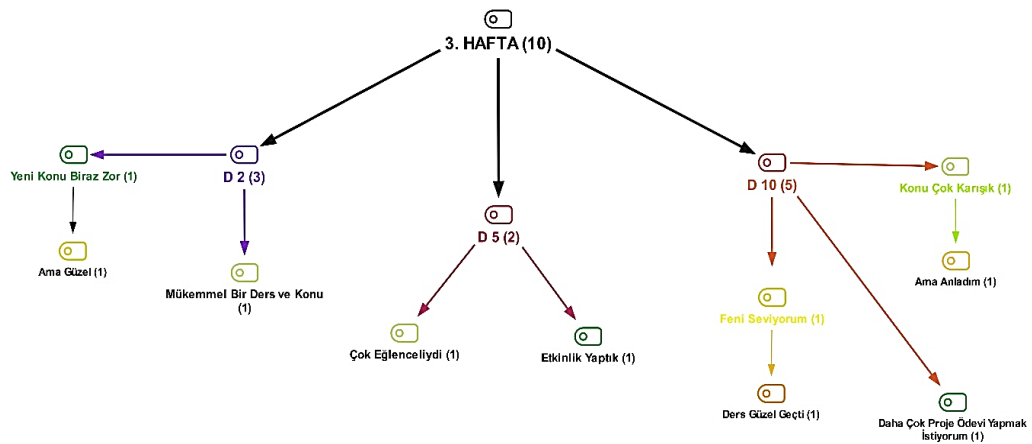 3. HAFTA (10)
Yeni Konu Biraz Zor (1)
D 2 (3)
D 10 (5)
Konu Çok Karışık (1)
D 5 (2)
Ama Güzel (1)
Mükemmel Bir Ders ve Konu
(1)
Ama Anladım (1)
Feni Seviyorum (1)
Çok Eğlenceliydi (1)
Etkinlik Yaptık (1)
Ders Güzel Geçti (1)
Daha Çok Proje Ödevi Yapmak
İstiyorum (1)